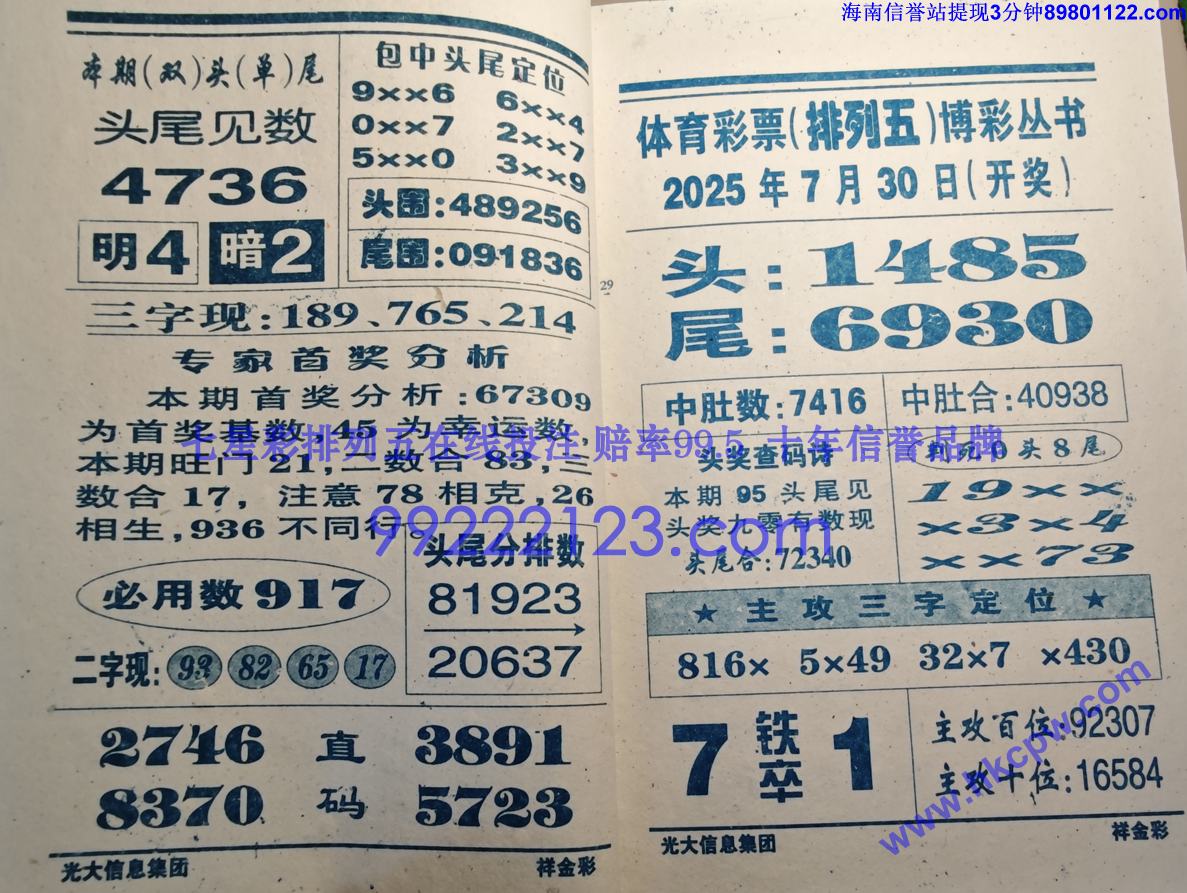 海南信誉站提现3分钟89801122.com
本期(双)头(单)尾
头尾见数
4736
明4 暗2
包中头尾定位
9××6 6××4
0××7 2××7
5××0 3××9
头围:489256
尾围:091836
三字现:189、765、214
专家首奖分析
本期首奖分析:67309
为首奖基数,45为幸运数,
本期旺门21,二数合83,三
数合17,注意78相克,26
相生,936不同行。
必用数917
二字现: 93 82 65 17
头尾分排数
81923
20637
2746 直 3891
8370 码 5723
光大信息集团 祥金彩
29
体育彩票(排列五)博彩丛书
2025年7月30日(开奖)
头:1485
尾:6930
中肚数:7416 中肚合:40938
头奖查码诗
本期95头尾见
头奖九零有数现
头尾合:72340
判死0头8尾
19××
×3×4
××73
★主攻三字定位★
816× 5×49 32×7 ×430
7 铁卒 1
主攻百位:92307
主攻十位:16584
光大信息集团 祥金彩
七星彩排列五在线投注 赔率99.5 十年信誉品牌
99222123.com
www.hkcpw.com